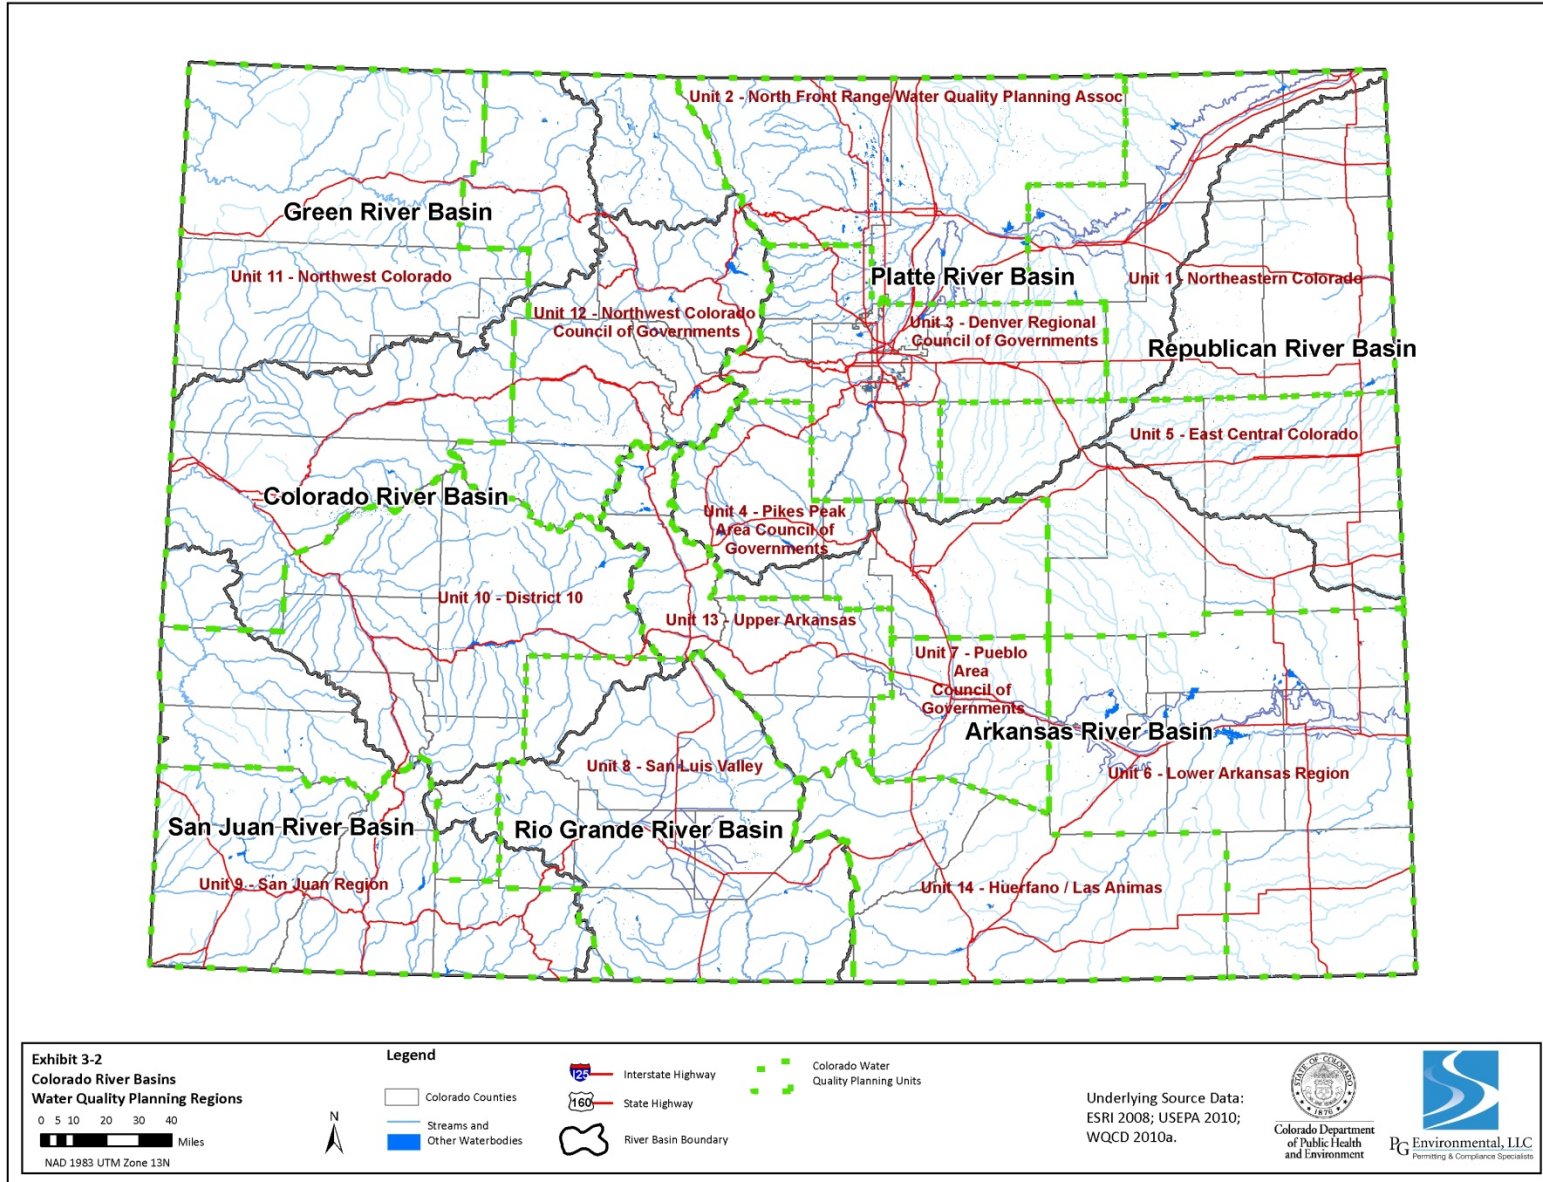 Unit 2 - North Front Range Water Quality Planning Assoc
Green River Basin
Unit 11 - Northwest Colorado
Platte River Basin
Unit 1 - Northeastern Colorado
Unit 12 - Northwest Colorado
Council of Governments
Unit 3 - Denver Regional
Council of Governments
Republican River Basin
Unit 5 - East Central Colorado
Colorado River Basin
Unit 4 - Pikes Peak
Area Council of
Governments
Unit 10 - District 10
Unit 13 - Upper Arkansas
Unit 7 - Pueblo
Area
Council of
Governments
Arkansas River Basin
Unit 8 - San Luis Valley
Unit 6 - Lower Arkansas Region
San Juan River Basin
Rio Grande River Basin
Unit 9 - San Juan Region
Unit 14 - Huerfano / Las Animas
Exhibit 3-2
Colorado River Basins
Water Quality Planning Regions
0 5 10 20 30 40
Miles
NAD 1983 UTM Zone 13N
N
Legend
Colorado Counties
Streams and
Other Waterbodies
125
Interstate Highway
160
State Highway
River Basin Boundary
Colorado Water
Quality Planning Units
Underlying Source Data:
ESRI 2008; USEPA 2010;
WQCD 2010a.
STATE OF COLORADO
1876
Colorado Department
of Public Health
and Environment
PG Environmental, LLC
Permitting & Compliance Specialists